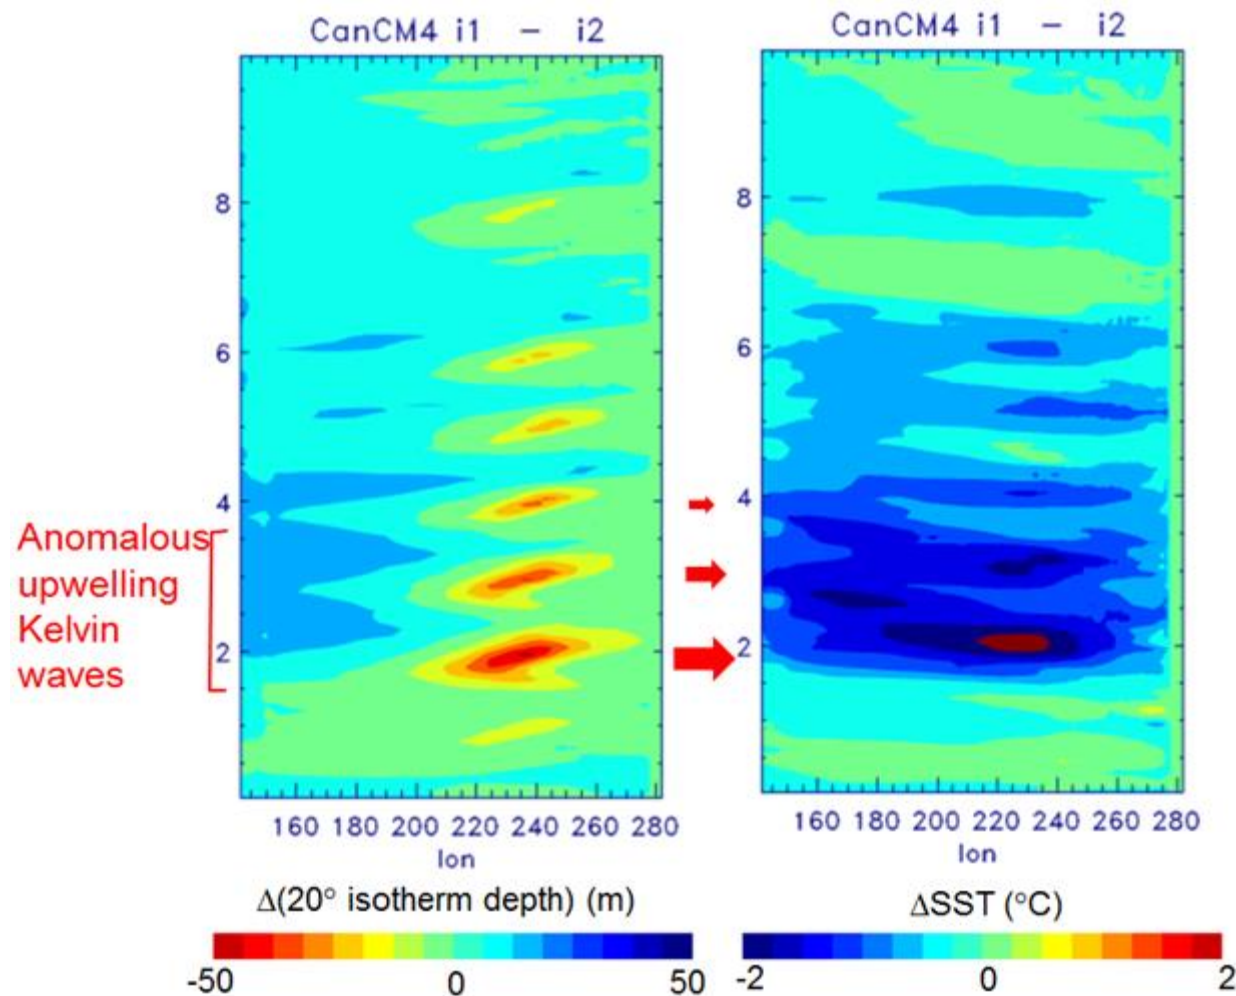 CanCM4 i1 – i2
CanCM4 i1 – i2
8
6
4
2
8
6
4
2
Anomalous
upwelling
Kelvin
waves
160 180 200 220 240 260 280
lon
160 180 200 220 240 260 280
lon
Δ(20° isotherm depth) (m)
ΔSST (°C)
-50 0 50
-2 0 2